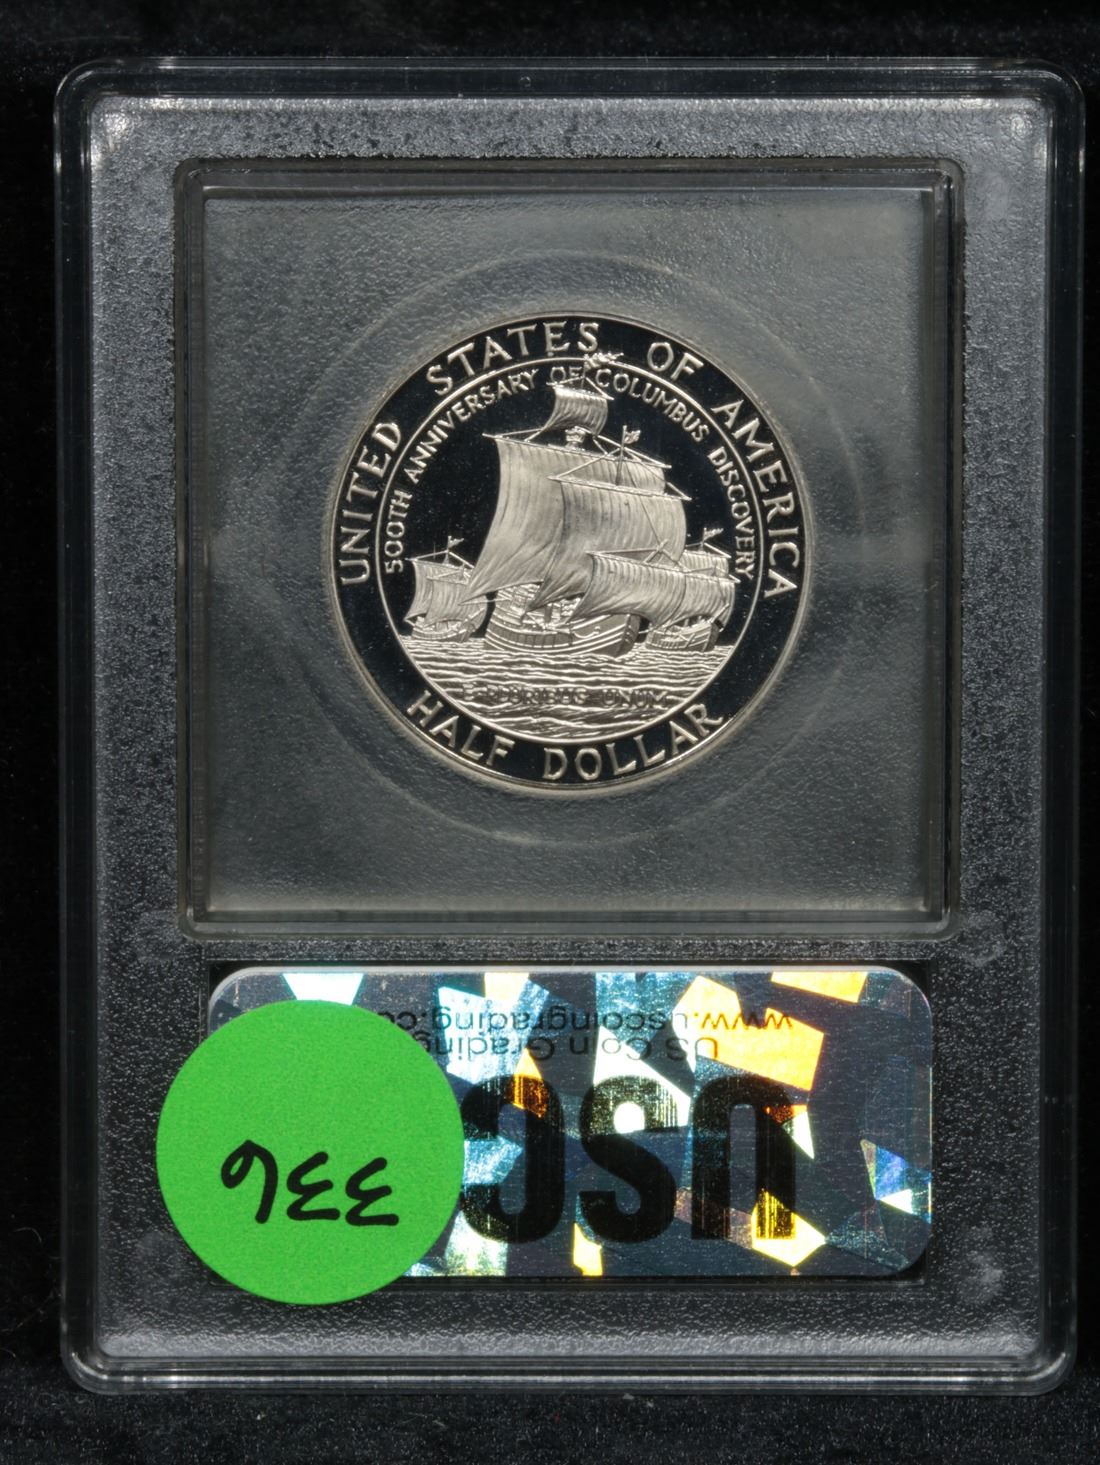 UNITED STATES OF AMERICA
500TH ANNIVERSARY OF COLUMBUS DISCOVERY
E PLURIBUS UNUM
HALF DOLLAR
USCG
US Coin Grading
www.uscoingrading.co
336